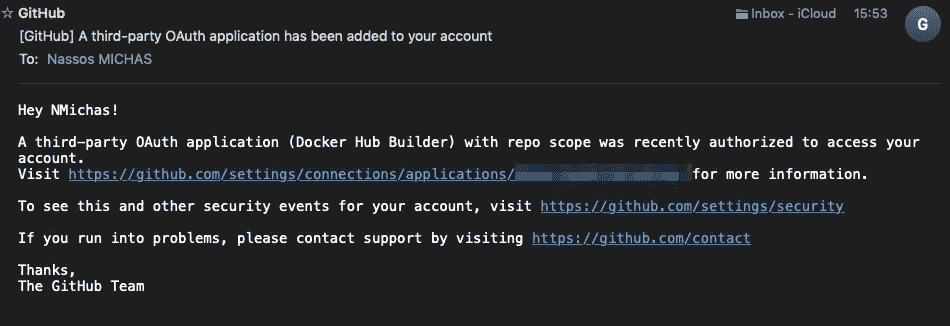 ☆ GitHub Inbox - iCloud 15:53
[GitHub] A third-party OAuth application has been added to your account G
To: Nassos MICHAS
Hey NMichas!
A third-party OAuth application (Docker Hub Builder) with repo scope was recently authorized to access your
account.
Visit https://github.com/settings/connections/applications/ for more information.
To see this and other security events for your account, visit https://github.com/settings/security
If you run into problems, please contact support by visiting https://github.com/contact
Thanks,
The GitHub Team